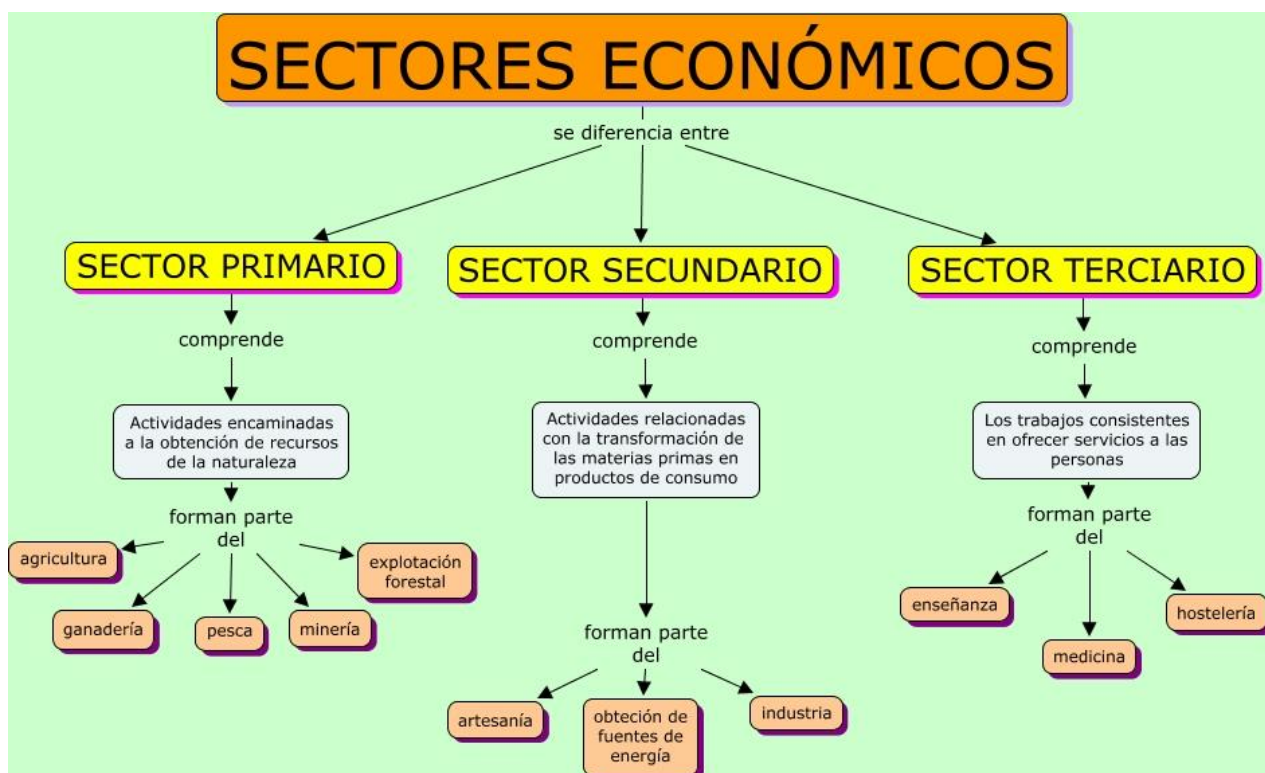 SECTORES ECONÓMICOS
se diferencia entre
SECTOR PRIMARIO
comprende
Actividades encaminadas
a la obtención de recursos
de la naturaleza
forman parte
del
agricultura
ganadería
pesca
minería
explotación
forestal
SECTOR SECUNDARIO
comprende
Actividades relacionadas
con la transformación de
las materias primas en
productos de consumo
forman parte
del
artesanía
obteción de
fuentes de
energía
industria
SECTOR TERCIARIO
comprende
Los trabajos consistentes
en ofrecer servicios a las
personas
forman parte
del
enseñanza
medicina
hostelería